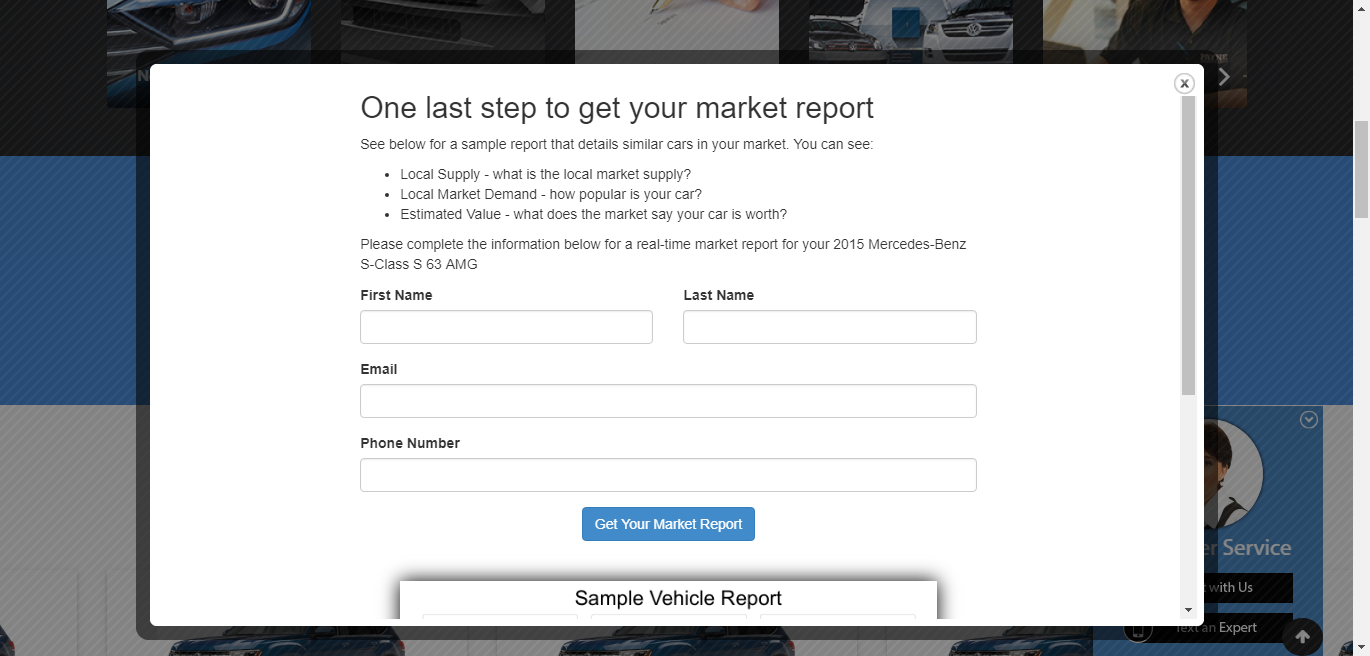 x
One last step to get your market report
See below for a sample report that details similar cars in your market. You can see:
Local Supply - what is the local market supply?
Local Market Demand - how popular is your car?
Estimated Value - what does the market say your car is worth?
Please complete the information below for a real-time market report for your 2015 Mercedes-Benz
S-Class S 63 AMG
First Name
Last Name
Email
Phone Number
Get Your Market Report
Sample Vehicle Report
Service
with Us
Text an Expert